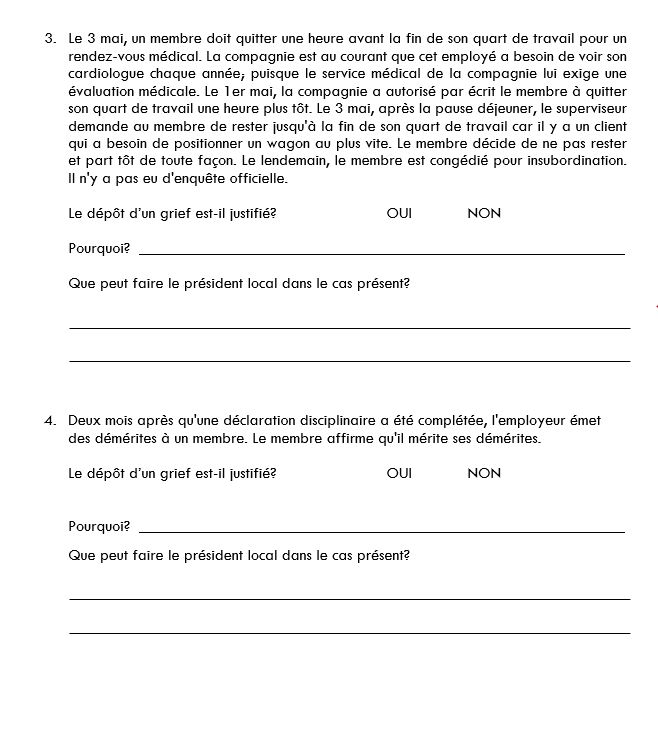 3. Le 3 mai, un membre doit quitter une heure avant la fin de son quart de travail pour un
rendez-vous médical. La compagnie est au courant que cet employé a besoin de voir son
cardiologue chaque année; puisque le service médical de la compagnie lui exige une
évaluation médicale. Le 1er mai, la compagnie a autorisé par écrit le membre à quitter
son quart de travail une heure plus tôt. Le 3 mai, après la pause déjeuner, le superviseur
demande au membre de rester jusqu'à la fin de son quart de travail car il y a un client
qui a besoin de positionner un wagon au plus vite. Le membre décide de ne pas rester
et part tôt de toute façon. Le lendemain, le membre est congédié pour insubordination.
Il n'y a pas eu d'enquête officielle.
Le dépôt d'un grief est-il justifié? OUI NON
Pourquoi?
Que peut faire le président local dans le cas présent?
4. Deux mois après qu'une déclaration disciplinaire a été complétée, l'employeur émet
des démérites à un membre. Le membre affirme qu'il mérite ses démérites.
Le dépôt d'un grief est-il justifié? OUI NON
Pourquoi?
Que peut faire le président local dans le cas présent?